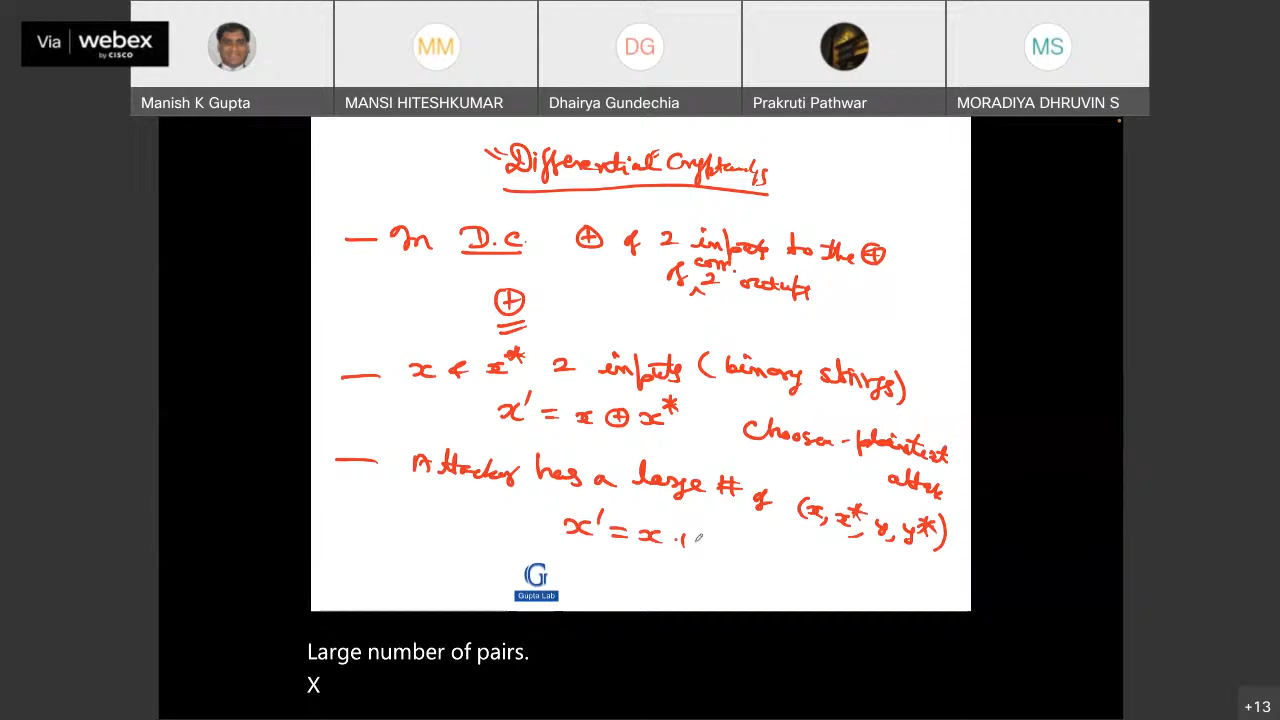 Via | webex
by CISCO
MM
DG
MS
Manish K Gupta
MANSI HITESHKUMAR
Dhairya Gundechia
Prakruti Pathwar
MORADIYA DHRUVIN S
"Differential" Cryptanalys
— In D.C. ⊕ of 2 inputs to the ⊕
of corr. 2 outputs
⊕
— x & x* 2 inputs (binary strings)
x' = x ⊕ x*
Choosen-plaintext
attack
— Attacker has a large # of (x, x*, y, y*)
x' = x
G
Gupta Lab
Large number of pairs.
X
+13